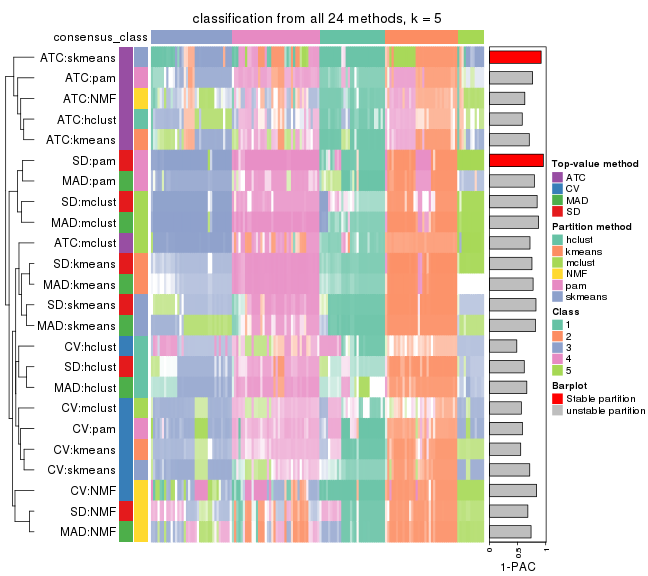 classification from all 24 methods, k = 5
consensus_class
ATC:skmeans
ATC:pam
ATC:NMF
ATC:hclust
ATC:kmeans
SD:pam
MAD:pam
SD:mclust
MAD:mclust
ATC:mclust
SD:kmeans
MAD:kmeans
SD:skmeans
MAD:skmeans
CV:hclust
SD:hclust
MAD:hclust
CV:mclust
CV:pam
CV:kmeans
CV:skmeans
CV:NMF
SD:NMF
MAD:NMF
0
0.5
1
1-PAC
Top-value method
ATC
CV
MAD
SD
Partition method
hclust
kmeans
mclust
NMF
pam
skmeans
Class
1
2
3
4
5
Barplot
Stable partition
unstable partition